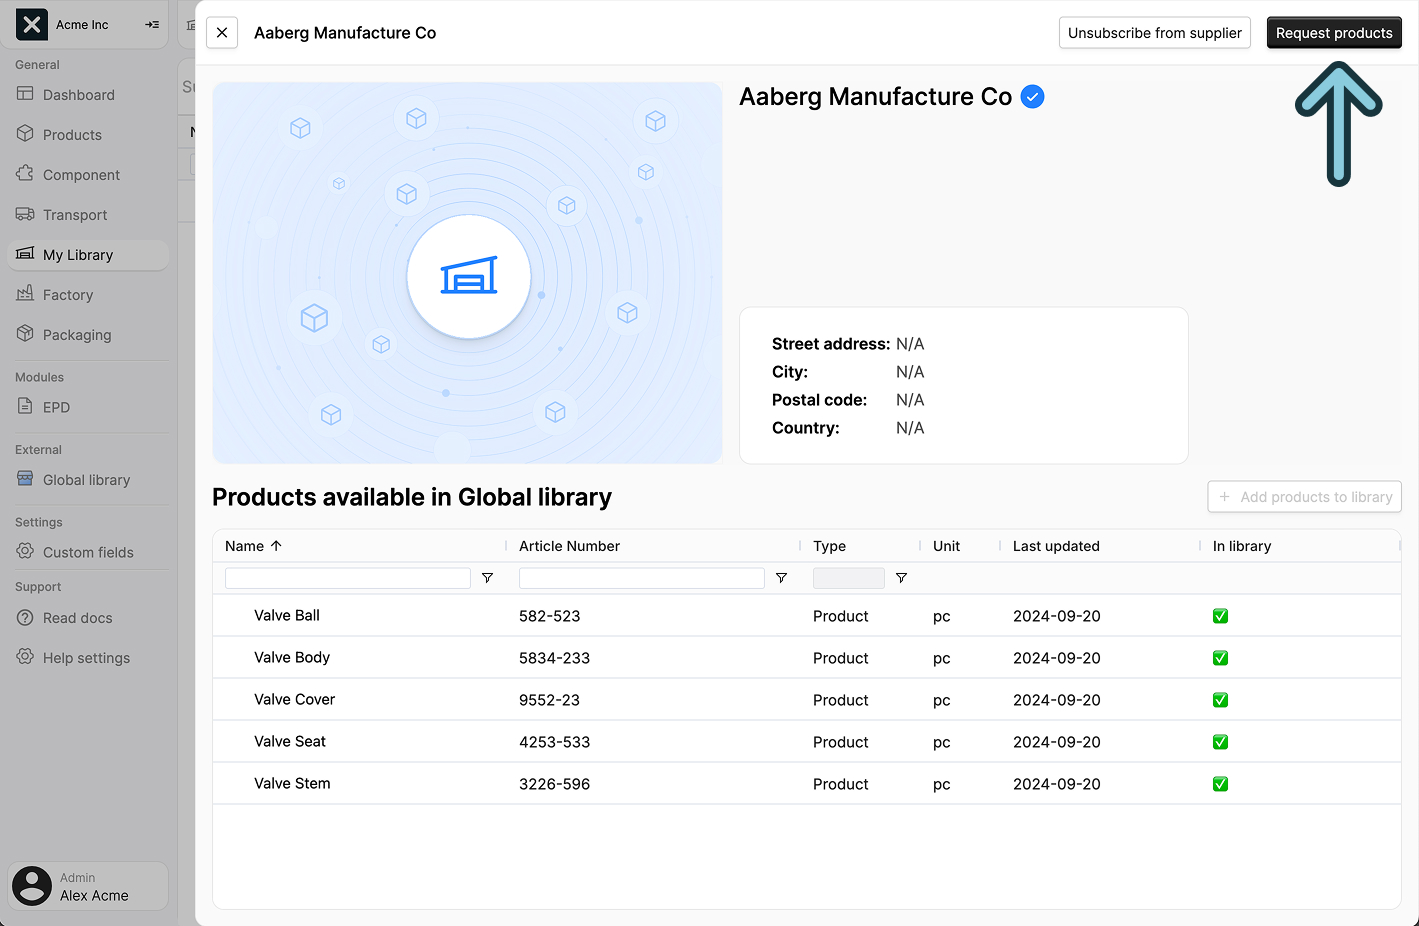 Acme Inc
General
Dashboard
Products
Component
Transport
My Library
Factory
Packaging
Modules
EPD
External
Global library
Settings
Custom fields
Support
Read docs
Help settings
Admin
Alex Acme
Aaberg Manufacture Co
Unsubscribe from supplier
Request products
Aaberg Manufacture Co
Street address: N/A
City: N/A
Postal code: N/A
Country: N/A
Products available in Global library
+ Add products to library
Name ↑ Article Number Type Unit Last updated In library
Valve Ball 582-523 Product pc 2024-09-20 ✅
Valve Body 5834-233 Product pc 2024-09-20 ✅
Valve Cover 9552-23 Product pc 2024-09-20 ✅
Valve Seat 4253-533 Product pc 2024-09-20 ✅
Valve Stem 3226-596 Product pc 2024-09-20 ✅